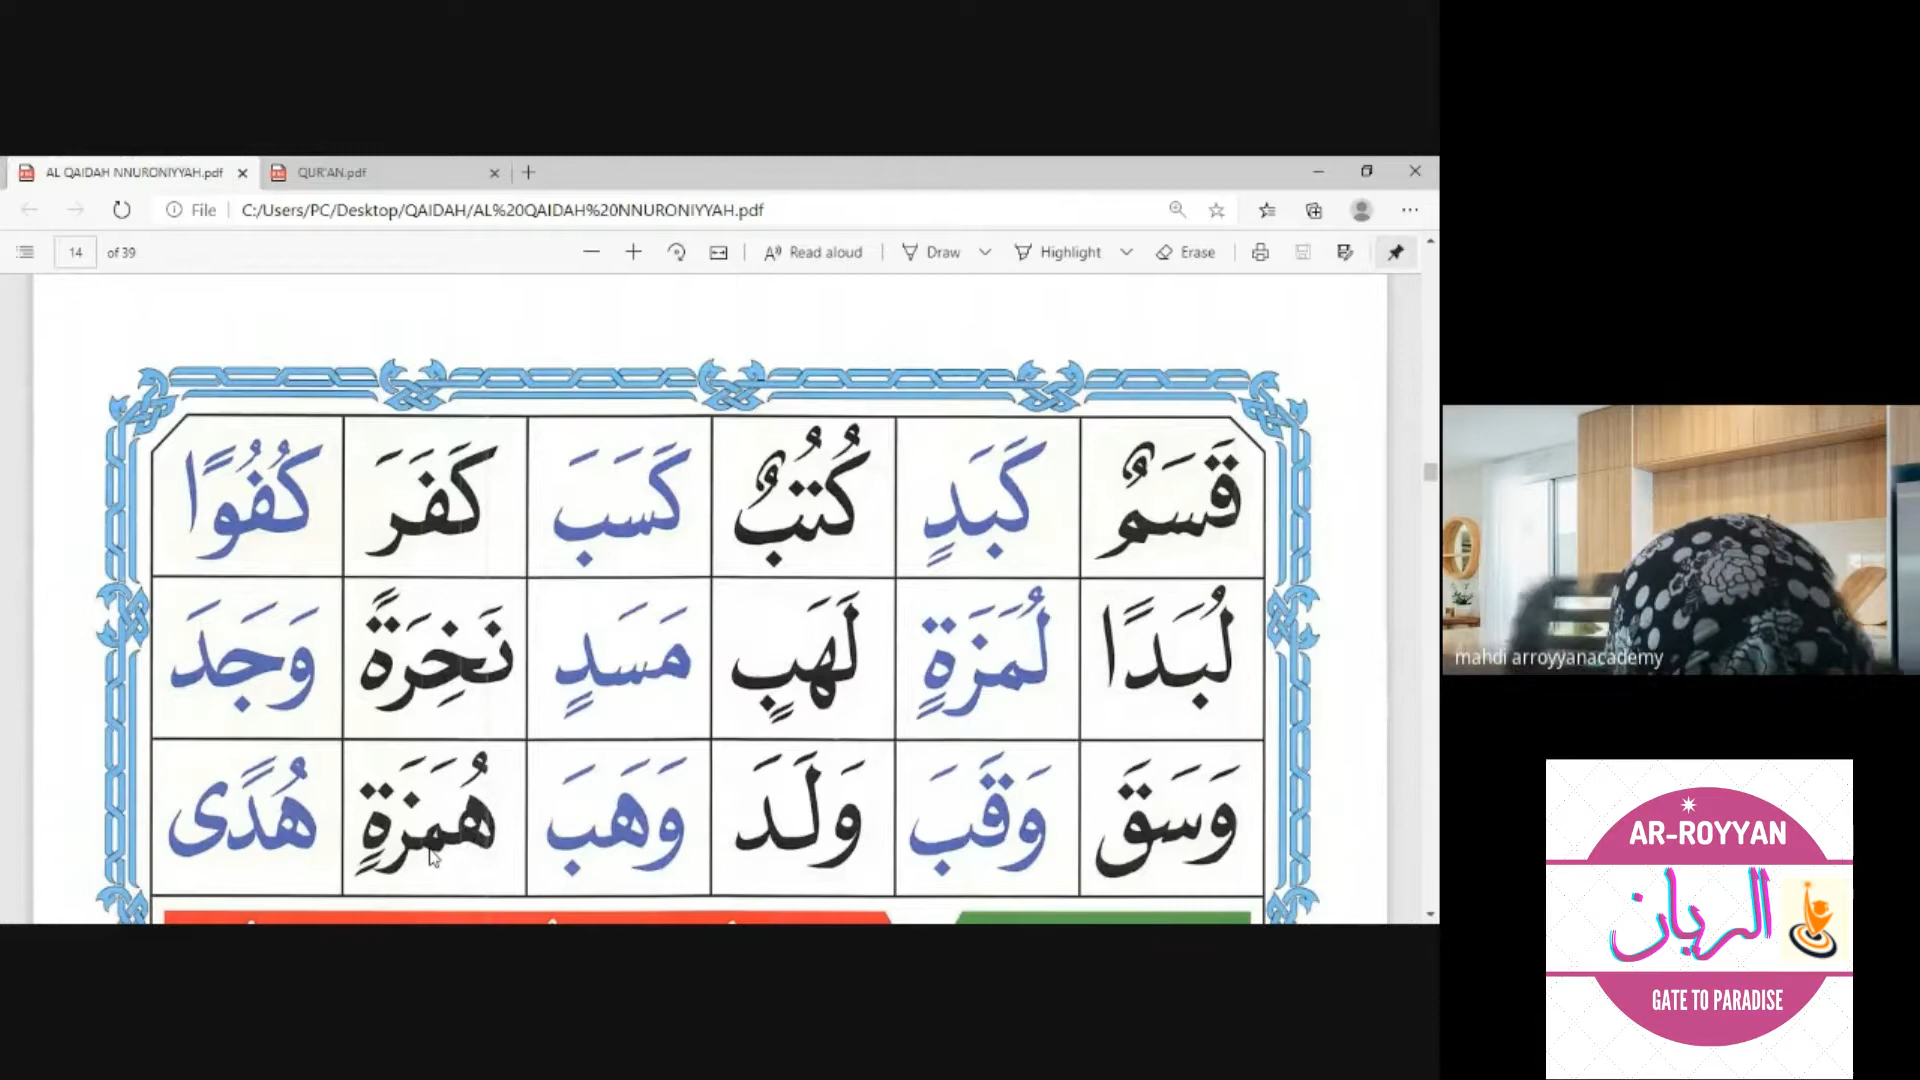 AL QAIDAH NNURONIYYAH.pdf QUR'AN.pdf
File C:/Users/PC/Desktop/QAIDAH/AL%20QAIDAH%20NNURONIYYAH.pdf
14 of 39 Read aloud Draw Highlight Erase
قَسَمٌ كَبَدٍ كُتُبٌ كَسَبَ كَفَرَ كُفُوًا
لُبَدًا لُمَزَةٍ لَهَبٍ مَسَدٍ نَخِرَةً وَجَدَ
وَسَقَ وَقَبَ وَلَدَ وَهَبَ هُمَزَةٍ هُدًى
mahdi arroyyanacademy
AR-ROYYAN
الريان
GATE TO PARADISE